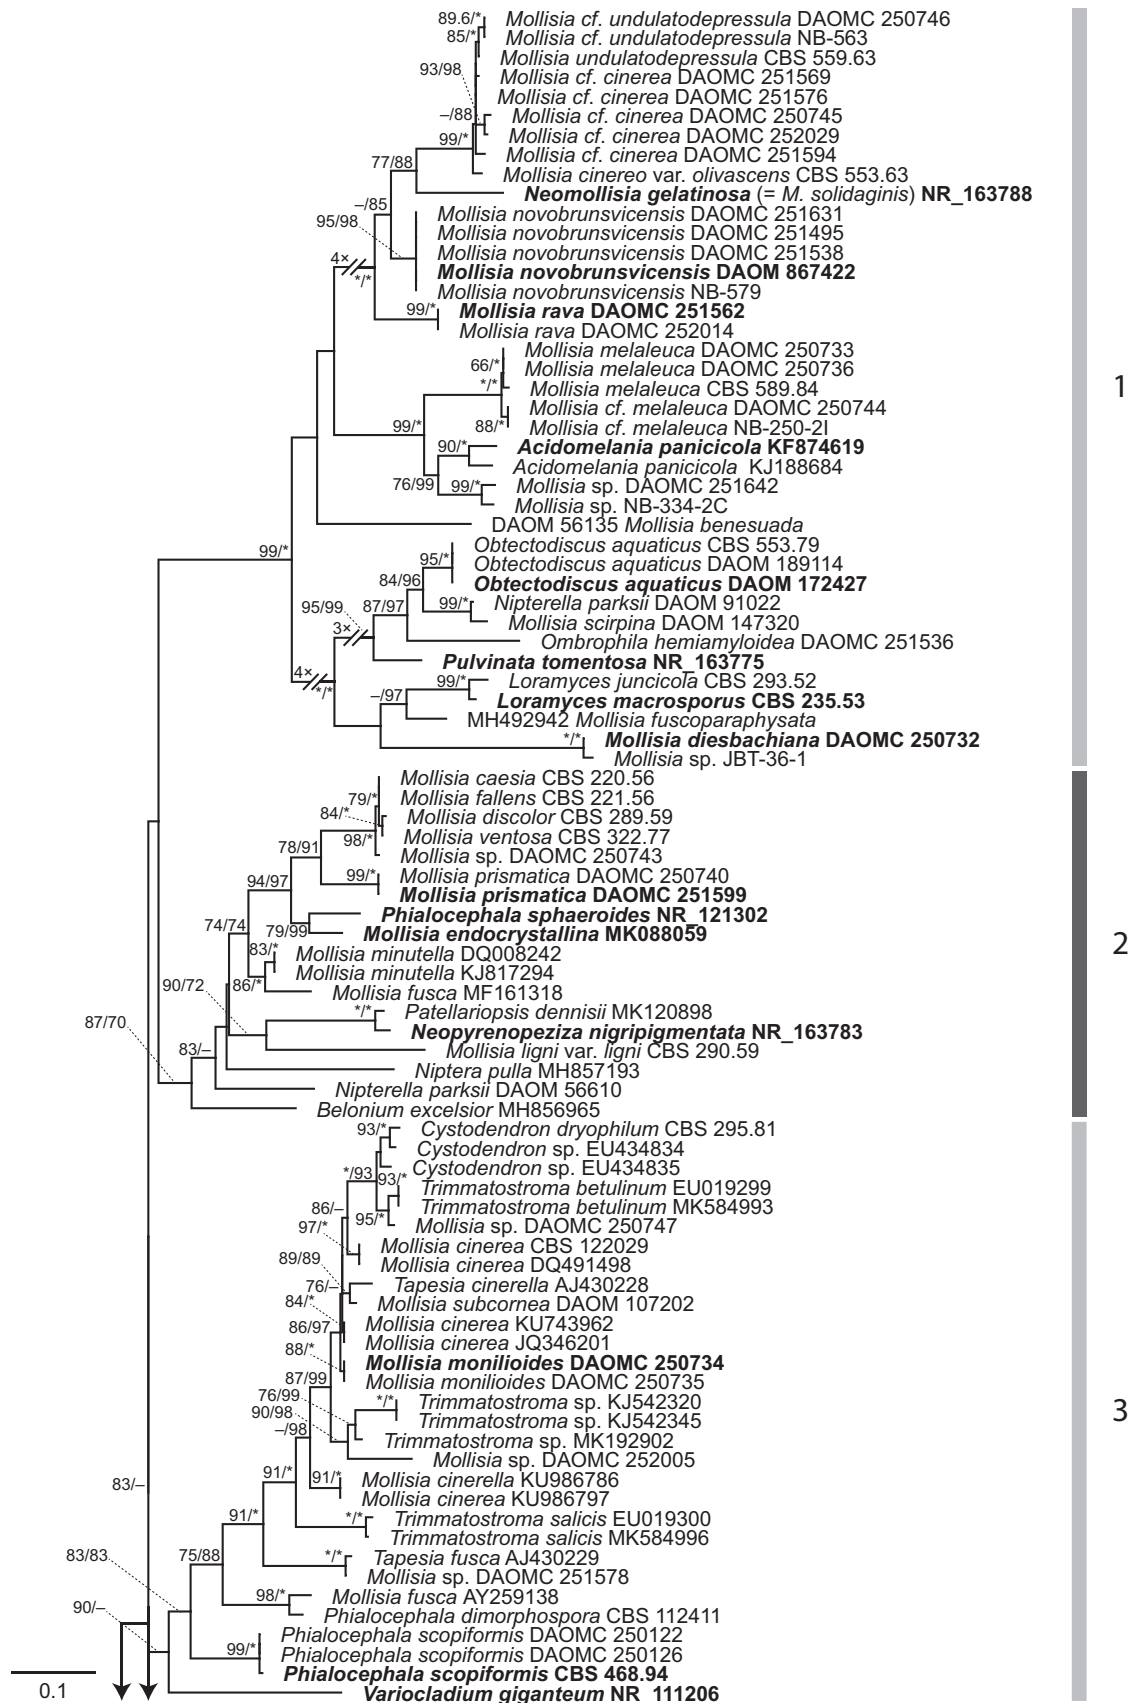 89.6/* Mollisia cf. undulatodepressula DAOMC 250746
85/* Mollisia cf. undulatodepressula NB-563
Mollisia undulatodepressula CBS 559.63
93/98 Mollisia cf. cinerea DAOMC 251569
Mollisia cf. cinerea DAOMC 251576
–/88 Mollisia cf. cinerea DAOMC 250745
99/* Mollisia cf. cinerea DAOMC 252029
Mollisia cf. cinerea DAOMC 251594
77/88 Mollisia cinereo var. olivascens CBS 553.63
Neomollisia gelatinosa (= M. solidaginis) NR_163788
–/85 Mollisia novobrunsvicensis DAOMC 251631
95/98 Mollisia novobrunsvicensis DAOMC 251495
Mollisia novobrunsvicensis DAOMC 251538
4× Mollisia novobrunsvicensis DAOM 867422
*/* Mollisia novobrunsvicensis NB-579
99/* Mollisia rava DAOMC 251562
Mollisia rava DAOMC 252014
Mollisia melaleuca DAOMC 250733
66/* Mollisia melaleuca DAOMC 250736
*/* Mollisia melaleuca CBS 589.84
1
Mollisia cf. melaleuca DAOMC 250744
99/* 88/* Mollisia cf. melaleuca NB-250-2I
90/* Acidomelania panicicola KF874619
Acidomelania panicicola KJ188684
76/99 99/* Mollisia sp. DAOMC 251642
Mollisia sp. NB-334-2C
DAOM 56135 Mollisia benesuada
99/* Obtectodiscus aquaticus CBS 553.79
95/* Obtectodiscus aquaticus DAOM 189114
84/96 Obtectodiscus aquaticus DAOM 172427
95/99 87/97 99/* Nipterella parksii DAOM 91022
Mollisia scirpina DAOM 147320
3× Ombrophila hemiamyloidea DAOMC 251536
Pulvinata tomentosa NR_163775
4× */* 99/* Loramyces juncicola CBS 293.52
–/97 Loramyces macrosporus CBS 235.53
MH492942 Mollisia fuscoparaphysata
*/* Mollisia diesbachiana DAOMC 250732
Mollisia sp. JBT-36-1
Mollisia caesia CBS 220.56
79/* Mollisia fallens CBS 221.56
84/* Mollisia discolor CBS 289.59
98/* Mollisia ventosa CBS 322.77
78/91 Mollisia sp. DAOMC 250743
99/* Mollisia prismatica DAOMC 250740
94/97 Mollisia prismatica DAOMC 251599
Phialocephala sphaeroides NR_121302
74/74 79/99 Mollisia endocrystallina MK088059
2
83/* Mollisia minutella DQ008242
Mollisia minutella KJ817294
90/72 86/* Mollisia fusca MF161318
*/* Patellariopsis dennisii MK120898
87/70 Neopyrenopeziza nigripigmentata NR_163783
83/– Mollisia ligni var. ligni CBS 290.59
Niptera pulla MH857193
Nipterella parksii DAOM 56610
Belonium excelsior MH856965
93/* Cystodendron dryophilum CBS 295.81
Cystodendron sp. EU434834
*/93 Cystodendron sp. EU434835
93/* Trimmatostroma betulinum EU019299
86/– Trimmatostroma betulinum MK584993
95/* Mollisia sp. DAOMC 250747
97/* Mollisia cinerea CBS 122029
89/89 Mollisia cinerea DQ491498
76/– Tapesia cinerella AJ430228
84/* Mollisia subcornea DAOM 107202
86/97 Mollisia cinerea KU743962
Mollisia cinerea JQ346201
88/* Mollisia monilioides DAOMC 250734
87/99 Mollisia monilioides DAOMC 250735
76/99 */* Trimmatostroma sp. KJ542320
90/98 Trimmatostroma sp. KJ542345
3
–/98 Trimmatostroma sp. MK192902
Mollisia sp. DAOMC 252005
83/– 91/* 91/* Mollisia cinerella KU986786
Mollisia cinerea KU986797
91/* */* Trimmatostroma salicis EU019300
Trimmatostroma salicis MK584996
83/83 75/88 */* Tapesia fusca AJ430229
Mollisia sp. DAOMC 251578
98/* Mollisia fusca AY259138
90/– Phialocephala dimorphospora CBS 112411
Phialocephala scopiformis DAOMC 250122
99/* Phialocephala scopiformis DAOMC 250126
Phialocephala scopiformis CBS 468.94
0.1 Variocladium giganteum NR_111206